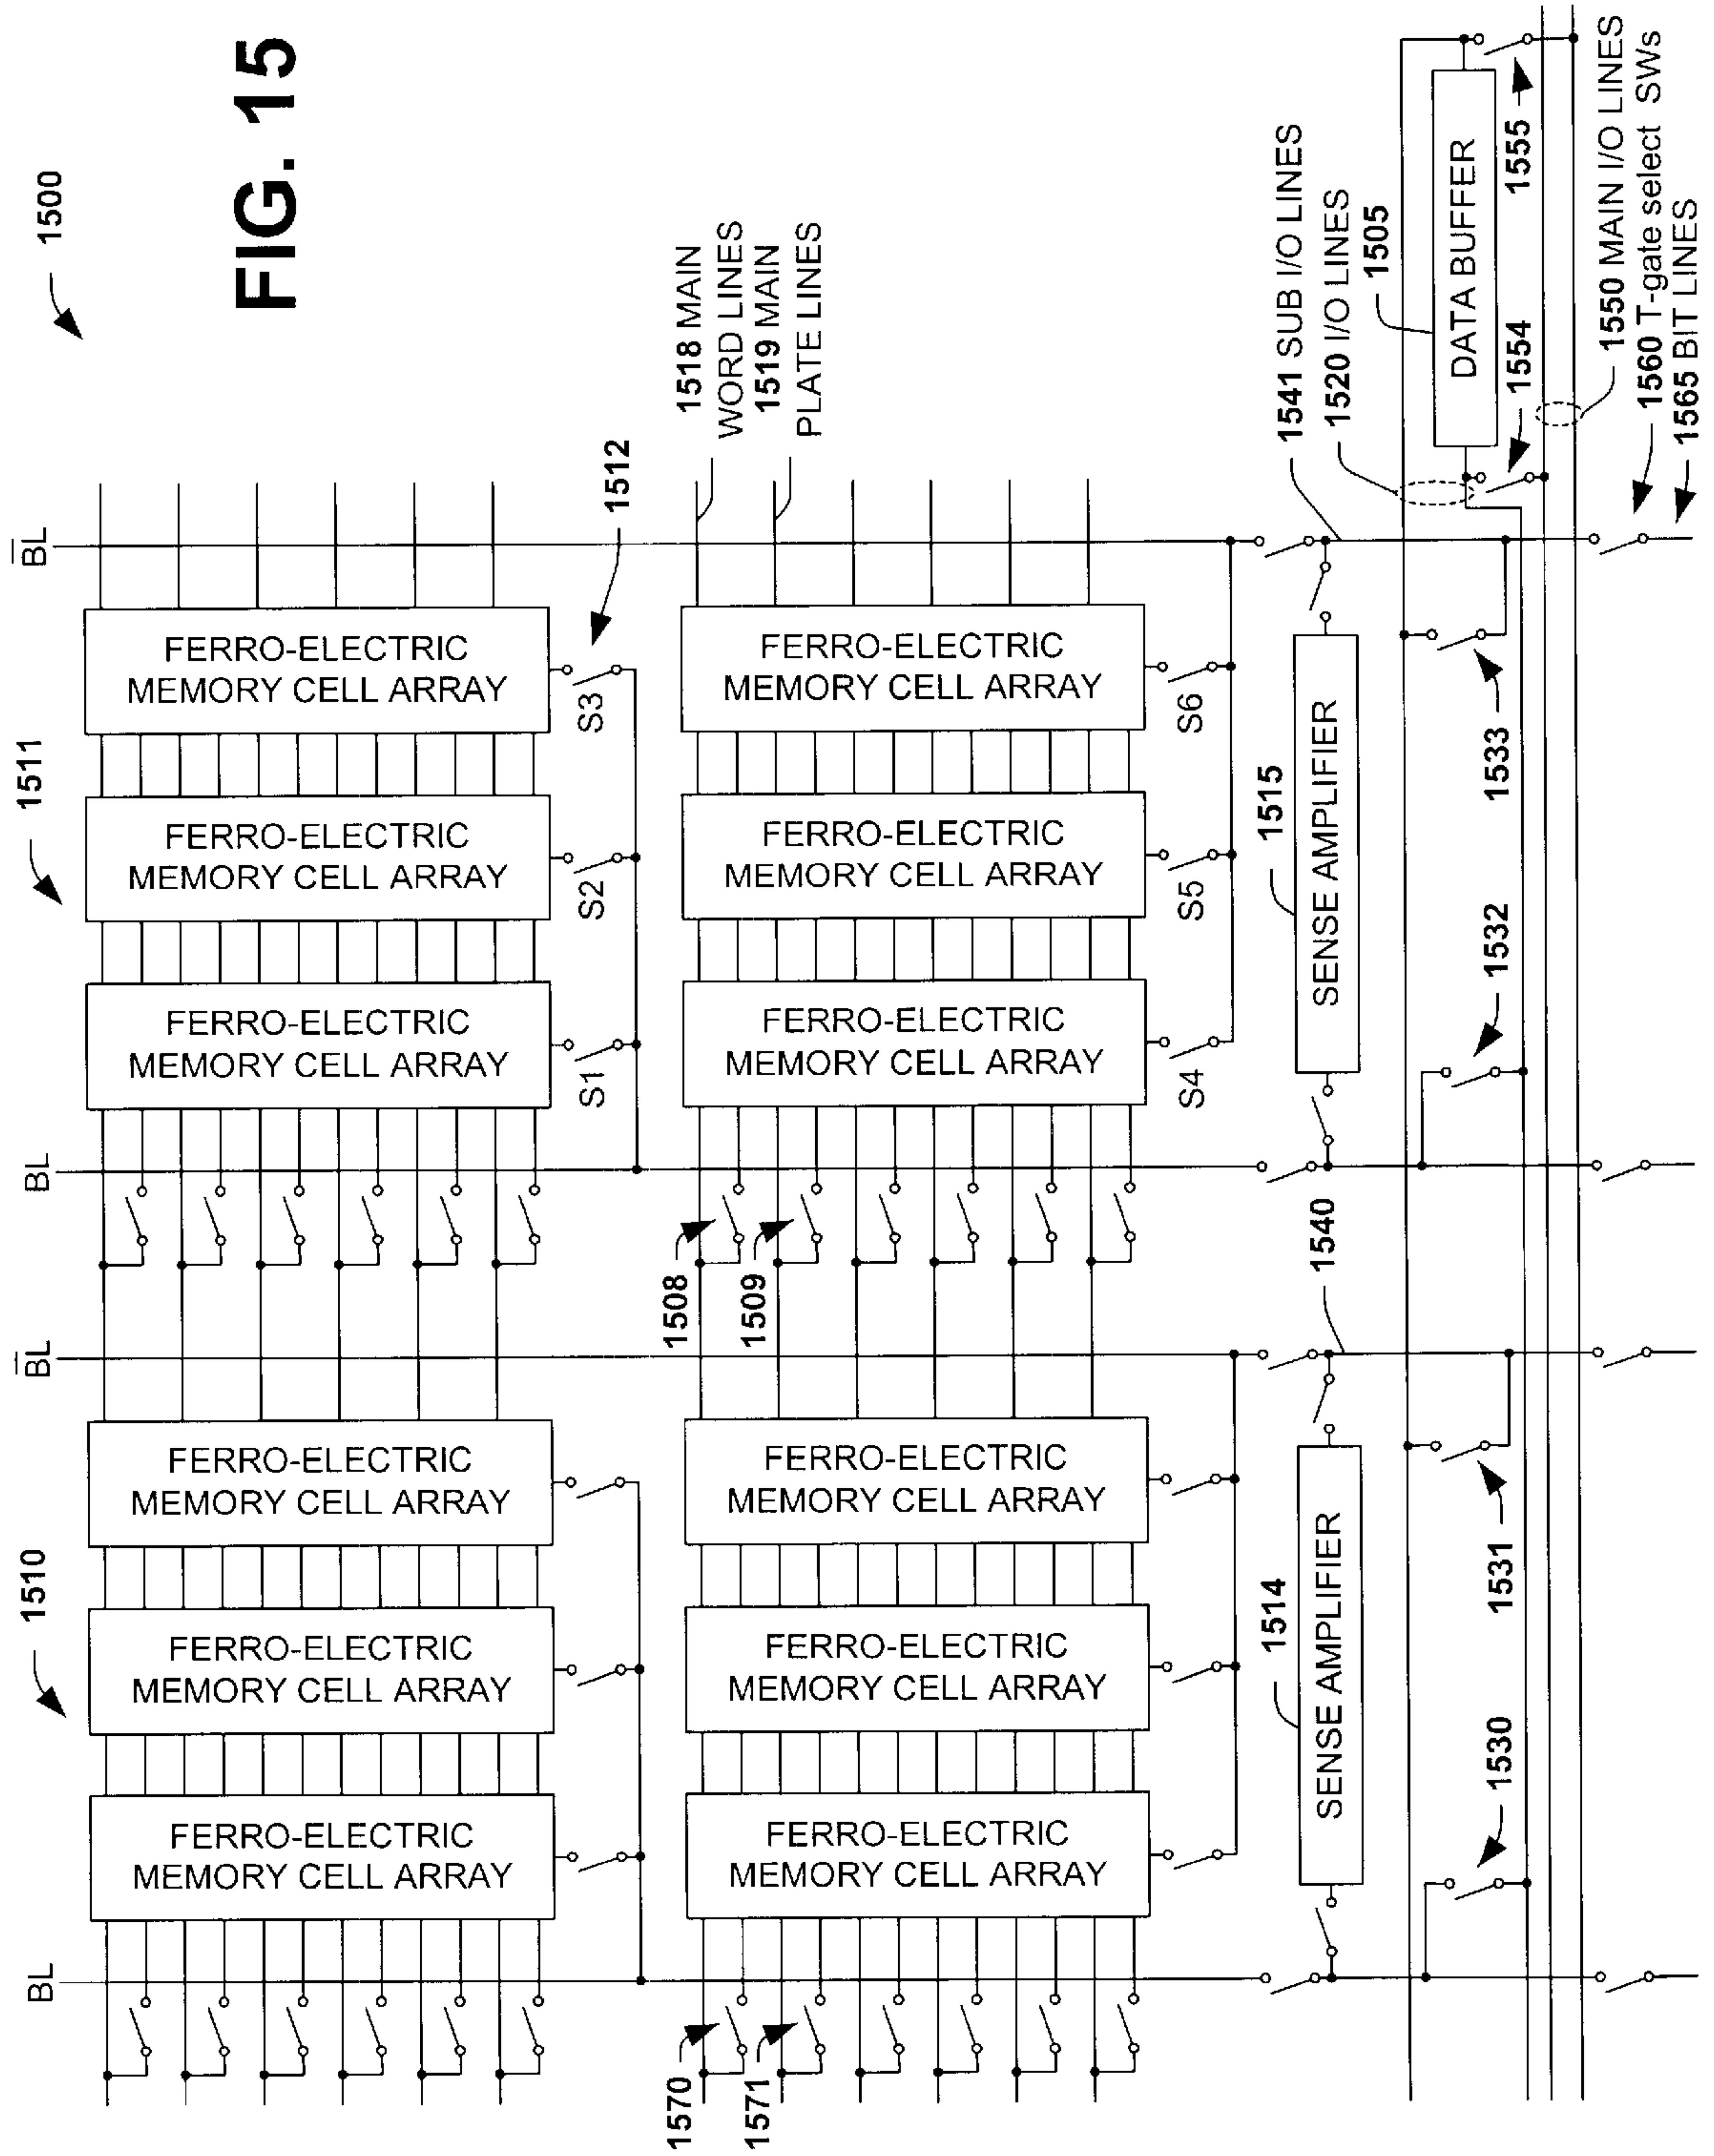 FIG. 15
1500
BL
BL
BL
BL
1510
1511
FERRO-ELECTRIC
MEMORY CELL ARRAY
FERRO-ELECTRIC
MEMORY CELL ARRAY
FERRO-ELECTRIC
MEMORY CELL ARRAY
FERRO-ELECTRIC
MEMORY CELL ARRAY
FERRO-ELECTRIC
MEMORY CELL ARRAY
FERRO-ELECTRIC
MEMORY CELL ARRAY
S1
S2
S3
1512
1570
1571
1508
1509
1518 MAIN
WORD LINES
1519 MAIN
PLATE LINES
FERRO-ELECTRIC
MEMORY CELL ARRAY
FERRO-ELECTRIC
MEMORY CELL ARRAY
FERRO-ELECTRIC
MEMORY CELL ARRAY
FERRO-ELECTRIC
MEMORY CELL ARRAY
FERRO-ELECTRIC
MEMORY CELL ARRAY
FERRO-ELECTRIC
MEMORY CELL ARRAY
S4
S5
S6
1514
1540
1515
1541 SUB I/O LINES
1520 I/O LINES
1505
SENSE AMPLIFIER
SENSE AMPLIFIER
DATA BUFFER
1530
1531
1532
1533
1554
1555
1550 MAIN I/O LINES
1560 T-gate select SWs
1565 BIT LINES